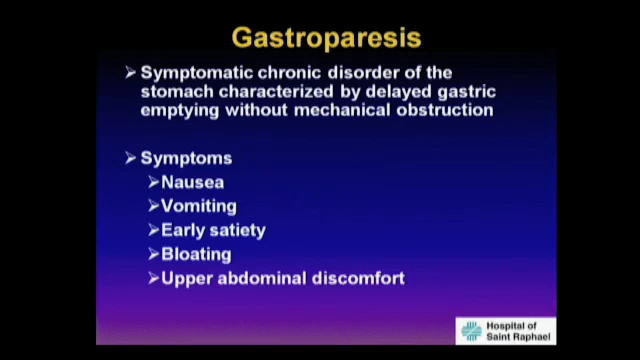 Gastroparesis
➢ Symptomatic chronic disorder of the
stomach characterized by delayed gastric
emptying without mechanical obstruction
➢ Symptoms
➢Nausea
➢Vomiting
➢Early satiety
➢Bloating
➢Upper abdominal discomfort
Hospital of
Saint Raphael